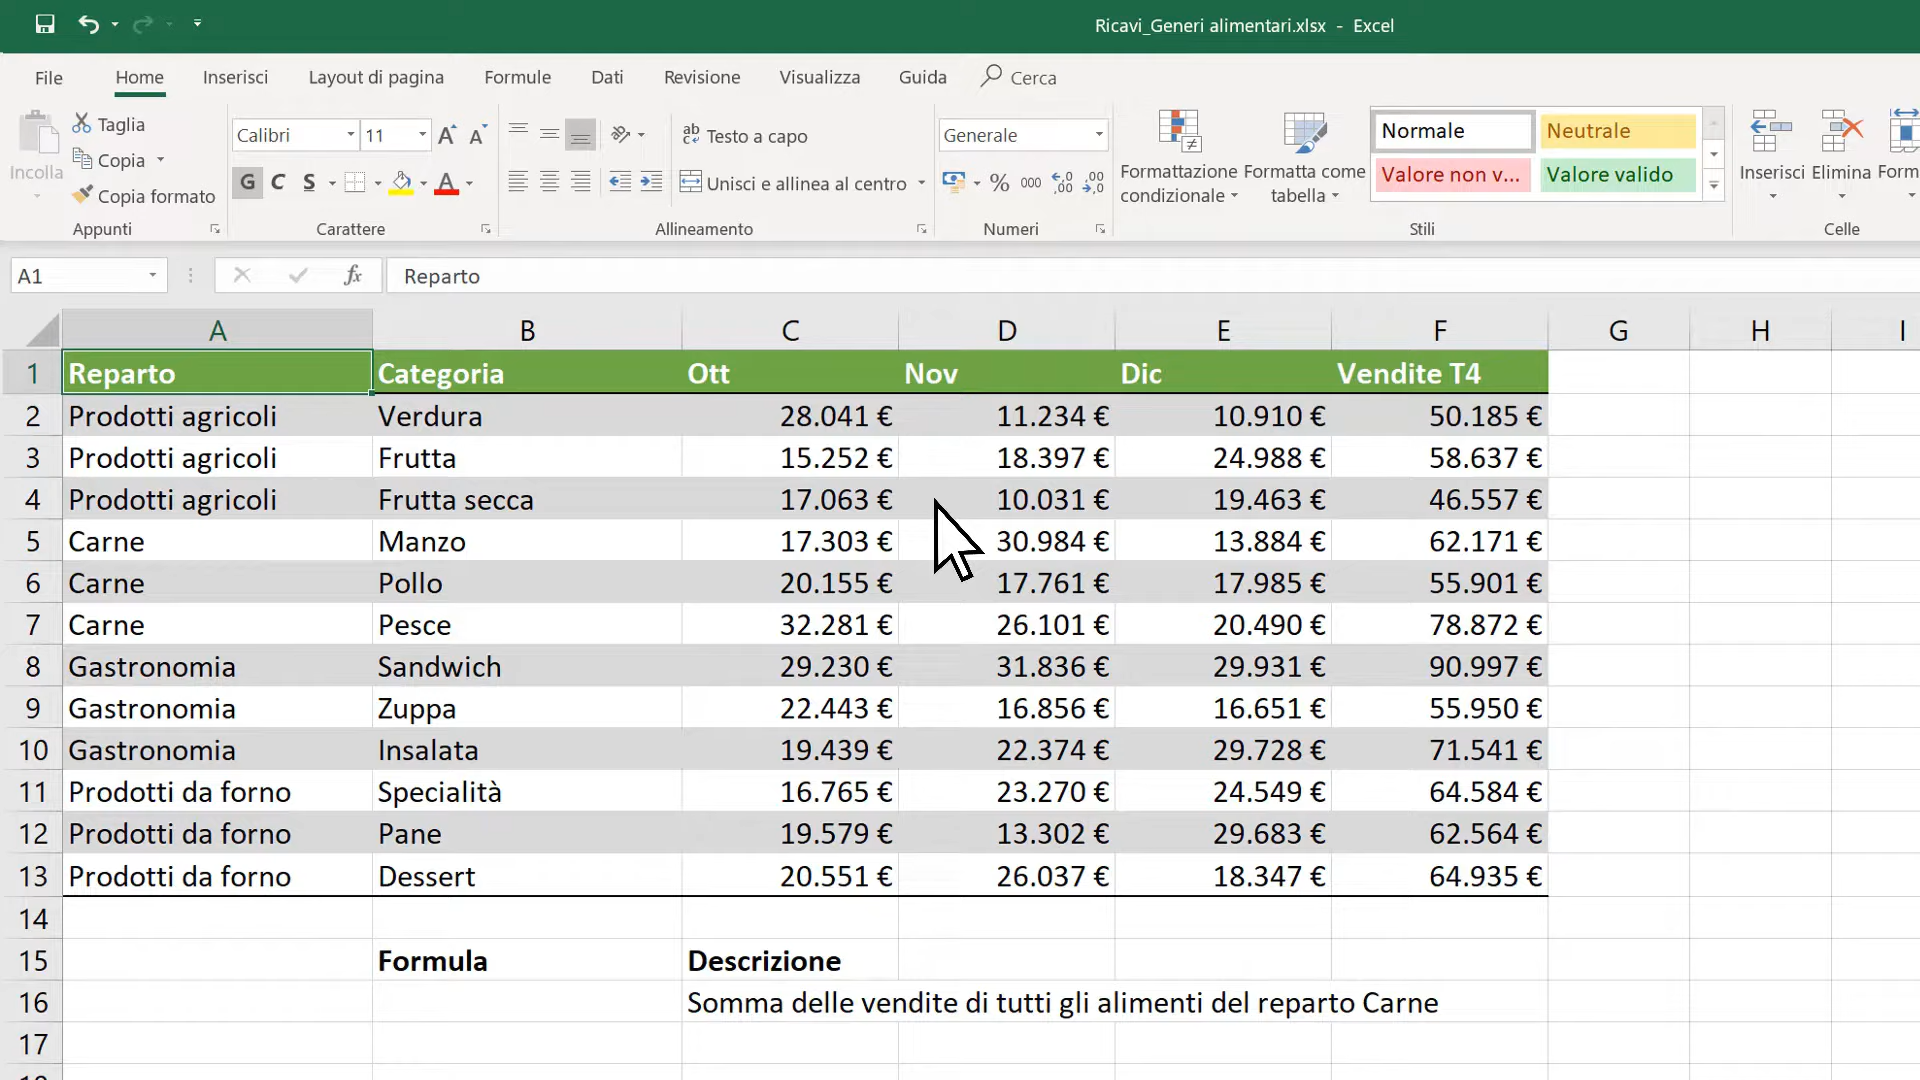 Ricavi_Generi alimentari.xlsx - Excel
File Home Inserisci Layout di pagina Formule Dati Revisione Visualizza Guida Cerca
Incolla
Taglia
Copia
Copia formato
Appunti
Calibri 11
G C S
Carattere
Testo a capo
Unisci e allinea al centro
Allineamento
Generale
% 000
Numeri
Formattazione condizionale
Formatta come tabella
Normale Neutrale
Valore non v... Valore valido
Stili
Inserisci Elimina Form
Celle
A1 fx Reparto
A B C D E F G H I
1 Reparto Categoria Ott Nov Dic Vendite T4
2 Prodotti agricoli Verdura 28.041 € 11.234 € 10.910 € 50.185 €
3 Prodotti agricoli Frutta 15.252 € 18.397 € 24.988 € 58.637 €
4 Prodotti agricoli Frutta secca 17.063 € 10.031 € 19.463 € 46.557 €
5 Carne Manzo 17.303 € 30.984 € 13.884 € 62.171 €
6 Carne Pollo 20.155 € 17.761 € 17.985 € 55.901 €
7 Carne Pesce 32.281 € 26.101 € 20.490 € 78.872 €
8 Gastronomia Sandwich 29.230 € 31.836 € 29.931 € 90.997 €
9 Gastronomia Zuppa 22.443 € 16.856 € 16.651 € 55.950 €
10 Gastronomia Insalata 19.439 € 22.374 € 29.728 € 71.541 €
11 Prodotti da forno Specialità 16.765 € 23.270 € 24.549 € 64.584 €
12 Prodotti da forno Pane 19.579 € 13.302 € 29.683 € 62.564 €
13 Prodotti da forno Dessert 20.551 € 26.037 € 18.347 € 64.935 €
14
15 Formula Descrizione
16 Somma delle vendite di tutti gli alimenti del reparto Carne
17